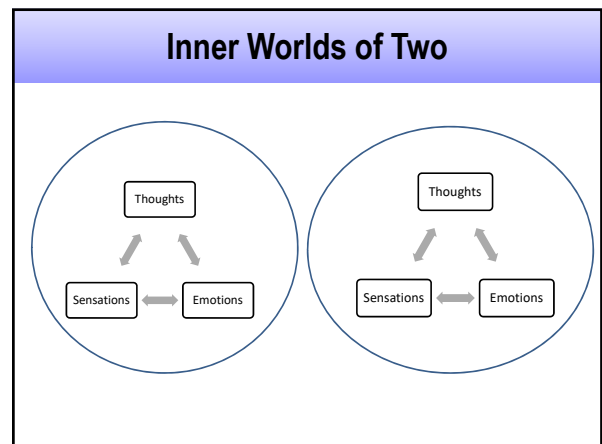 Inner Worlds of Two
Thoughts
Sensations
Emotions
Thoughts
Sensations
Emotions